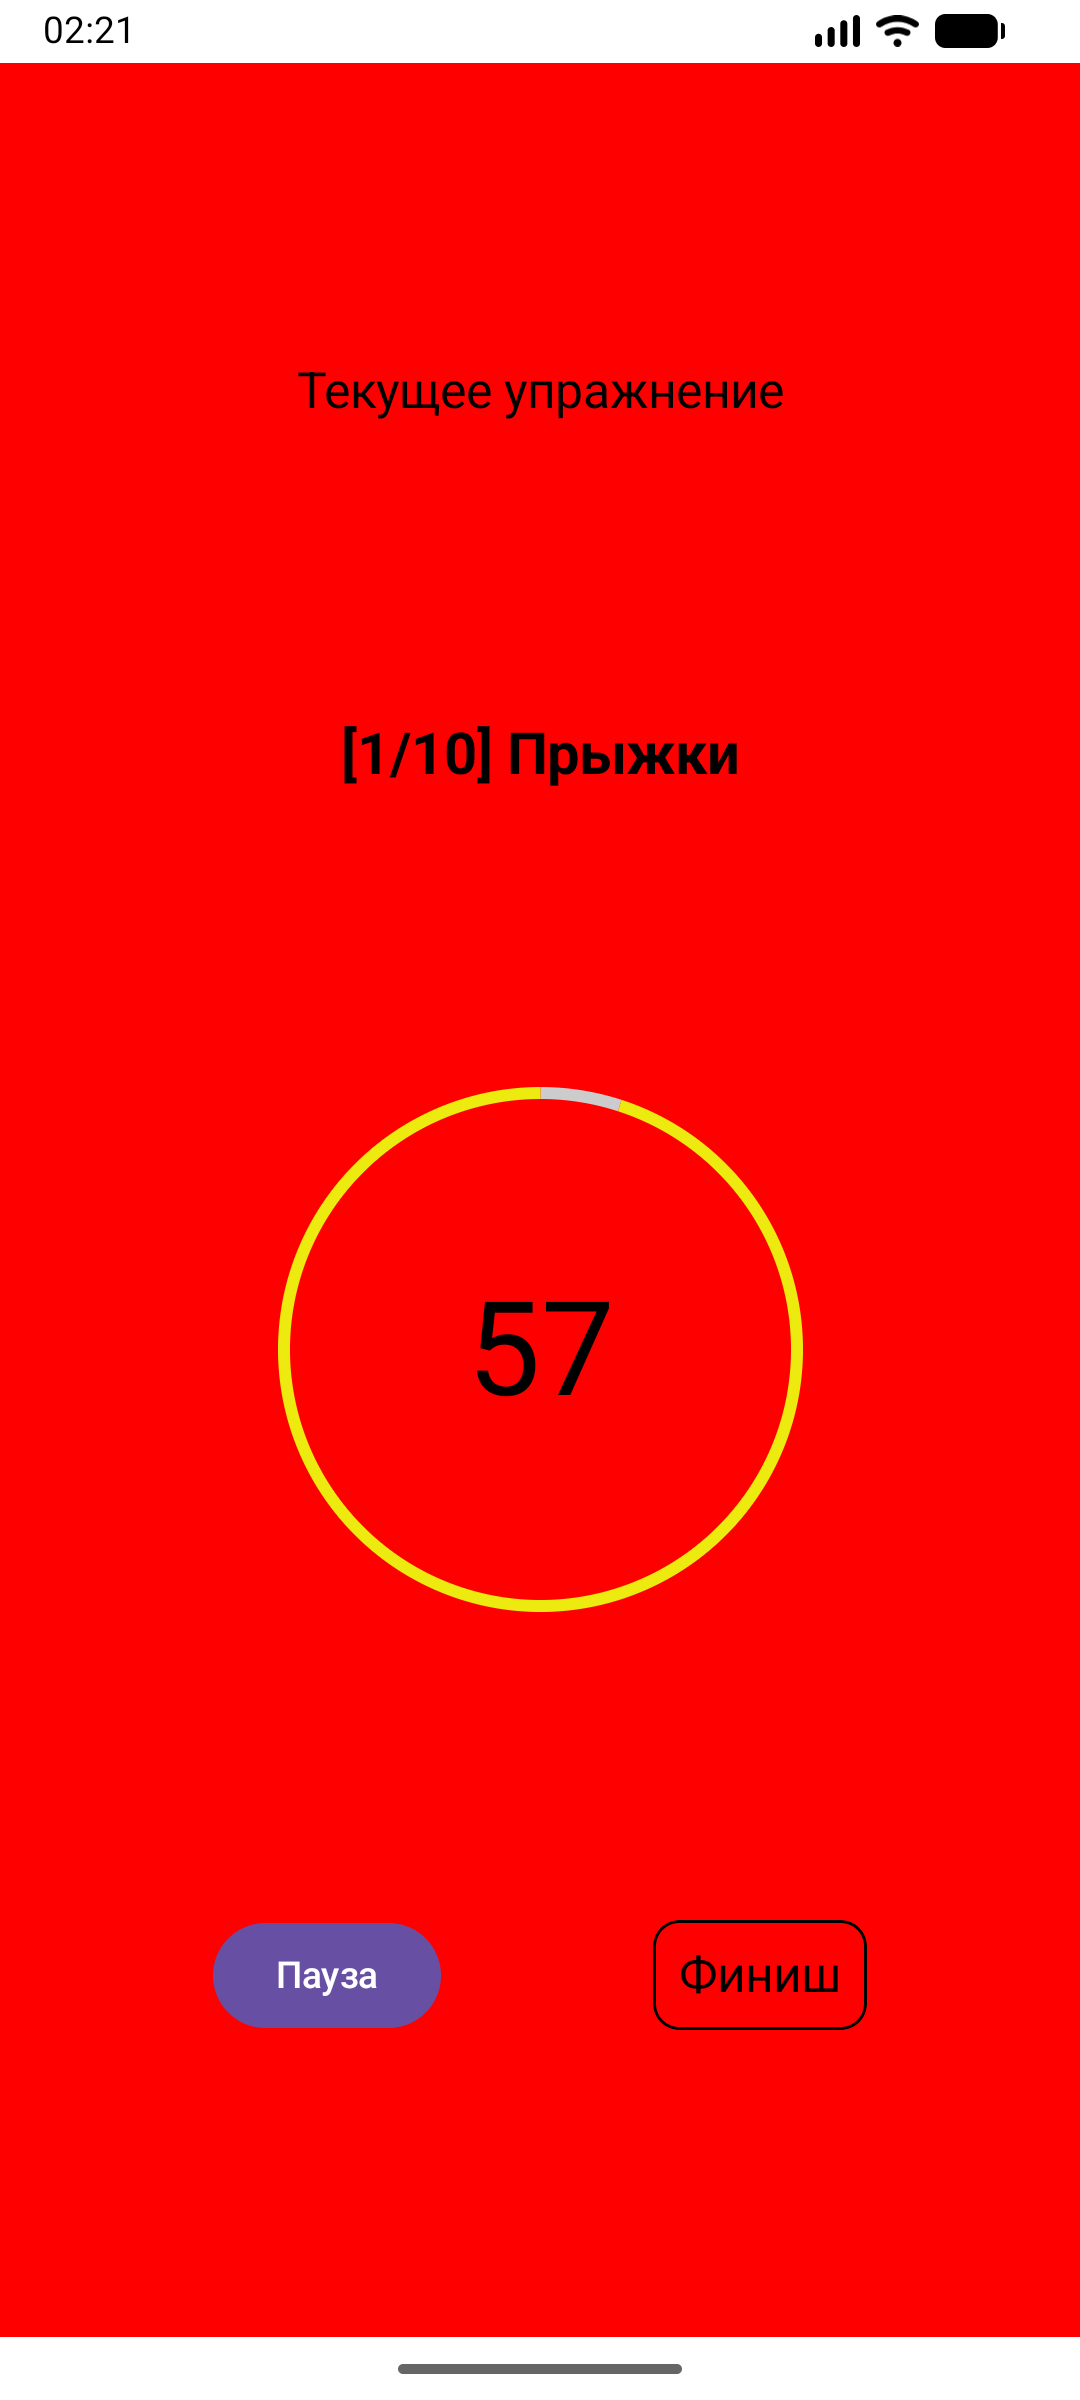 02:21
Текущее упражнение
[1/10] Прыжки
57
Пауза
Финиш